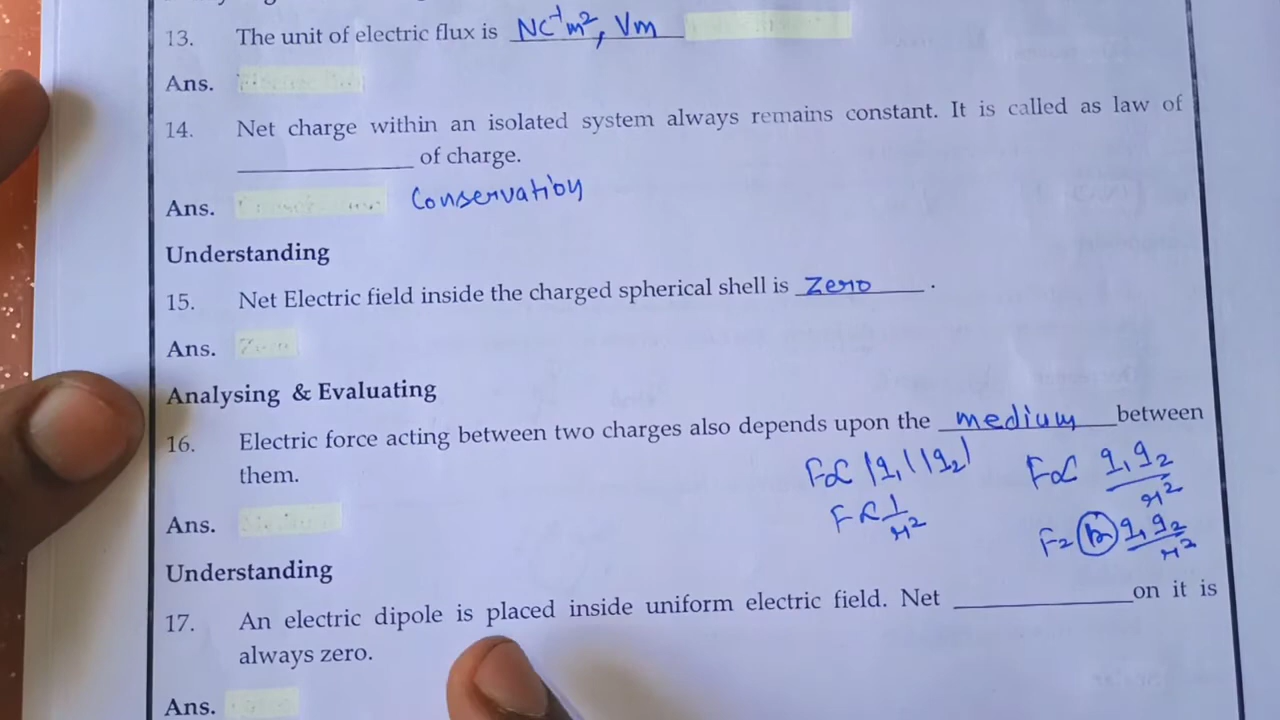 13. The unit of electric flux is NC⁻¹m², Vm
Ans.
14. Net charge within an isolated system always remains constant. It is called as law of
____________ of charge.
Ans. Conservation
Understanding
15. Net Electric field inside the charged spherical shell is Zero .
Ans.
Analysing & Evaluating
16. Electric force acting between two charges also depends upon the medium between
them.
F∝ |q₁||q₂|
F∝ 1/r²
F∝ q₁q₂/r²
F= k q₁q₂/r²
Ans.
Understanding
17. An electric dipole is placed inside uniform electric field. Net ____________ on it is
always zero.
Ans.